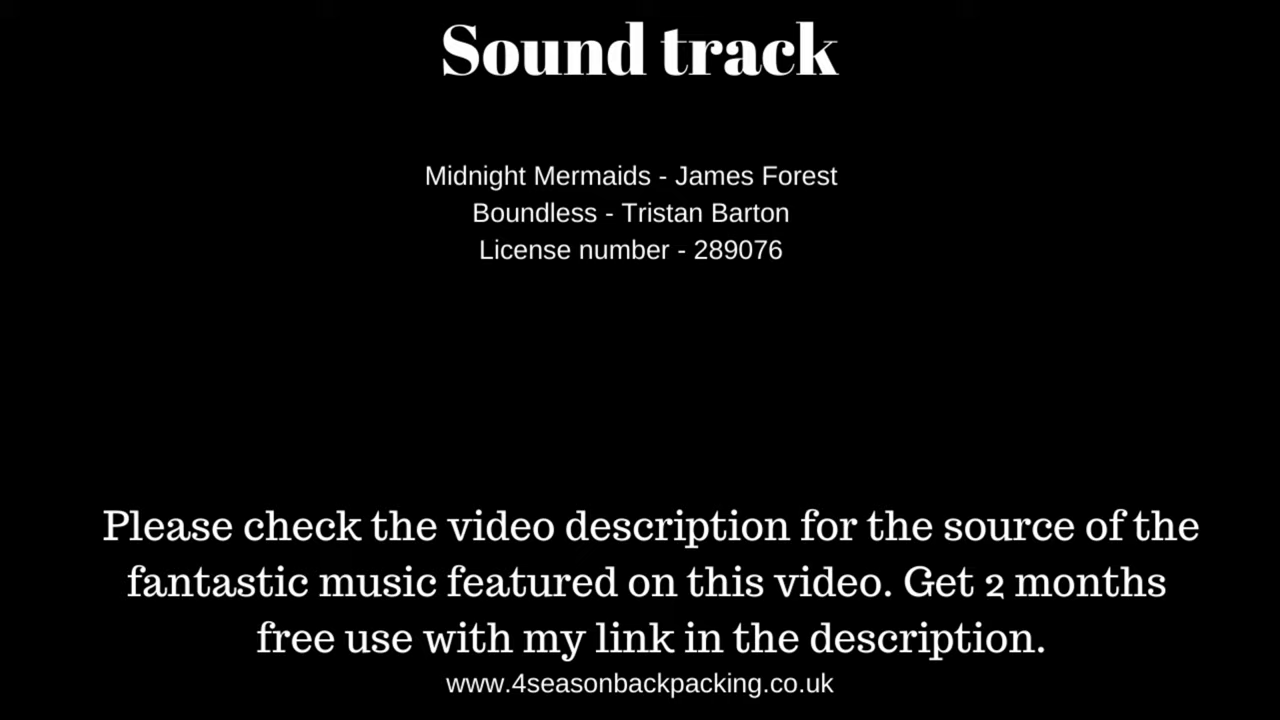 Sound track
Midnight Mermaids - James Forest
Boundless - Tristan Barton
License number - 289076
Please check the video description for the source of the
fantastic music featured on this video. Get 2 months
free use with my link in the description.
www.4seasonbackpacking.co.uk